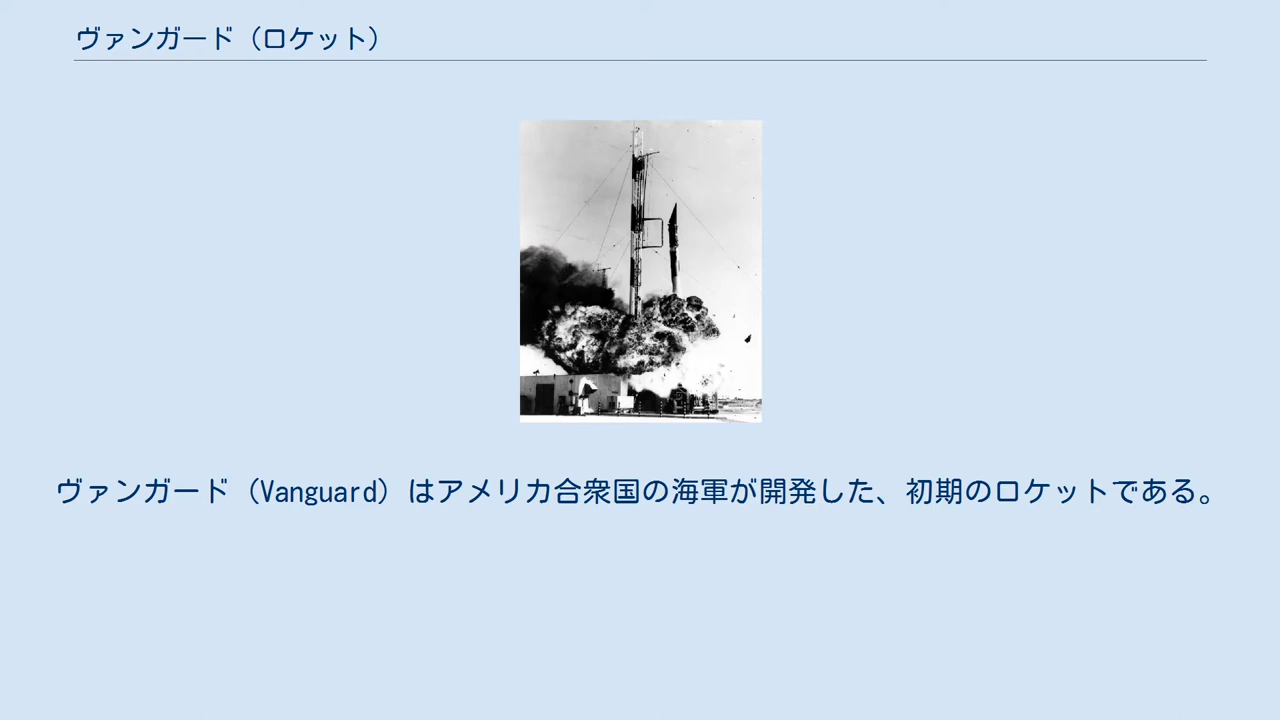 ヴァンガード（ロケット）
ヴァンガード（Vanguard）はアメリカ合衆国の海軍が開発した、初期のロケットである。